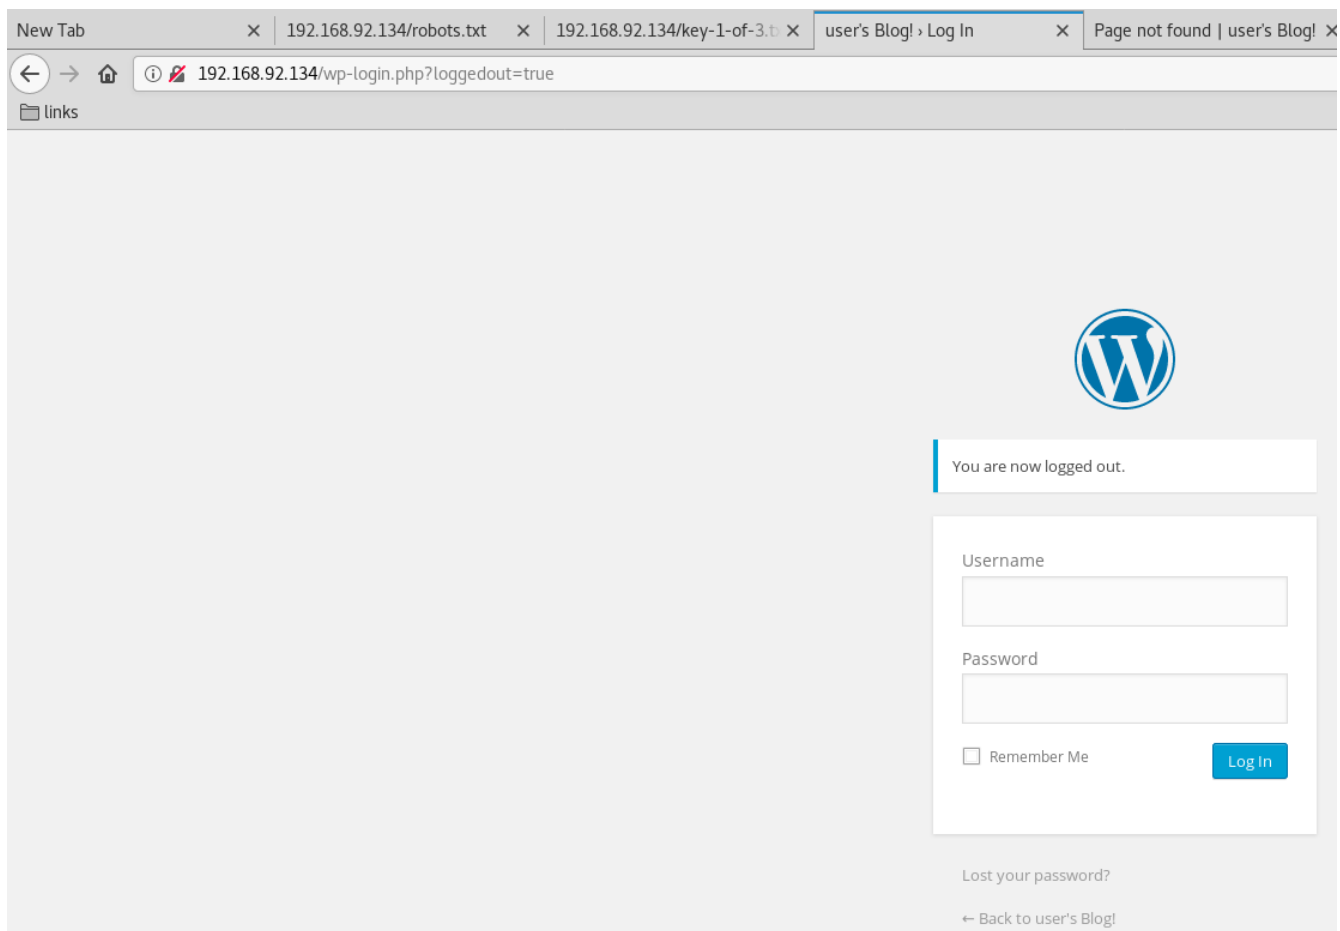 New Tab 192.168.92.134/robots.txt 192.168.92.134/key-1-of-3.t user's Blog! › Log In Page not found | user's Blog!
192.168.92.134/wp-login.php?loggedout=true
links
You are now logged out.
Username
Password
Remember Me Log In
Lost your password?
← Back to user's Blog!